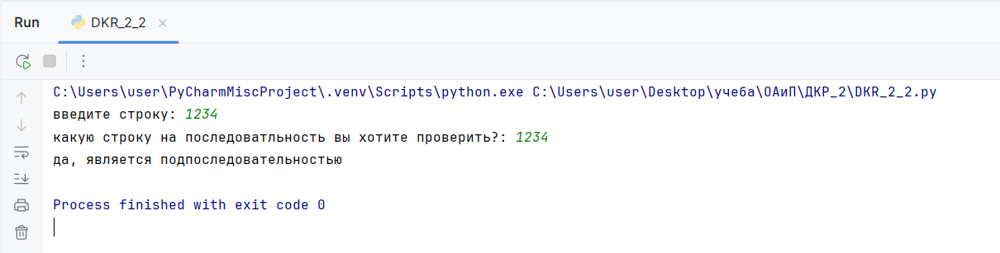 Run DKR_2_2
C:\Users\user\PyCharmMiscProject\.venv\Scripts\python.exe C:\Users\user\Desktop\учеба\ОАиП\ДКР_2\DKR_2_2.py
введите строку: 1234
какую строку на последоватльность вы хотите проверить?: 1234
да, является подпоследовательностью
Process finished with exit code 0